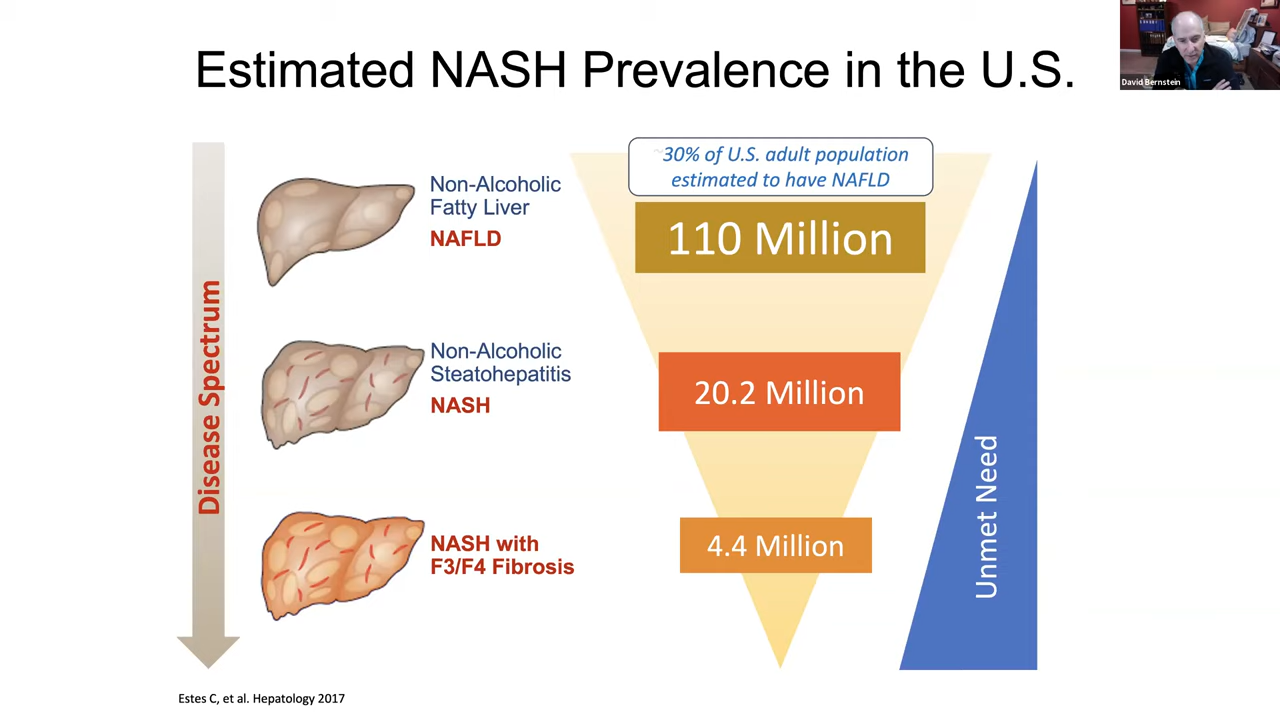 Estimated NASH Prevalence in the U.S.
David Bernstein
Disease Spectrum
Non-Alcoholic
Fatty Liver
NAFLD
~30% of U.S. adult population
estimated to have NAFLD
110 Million
Non-Alcoholic
Steatohepatitis
NASH
20.2 Million
NASH with
F3/F4 Fibrosis
4.4 Million
Unmet Need
Estes C, et al. Hepatology 2017